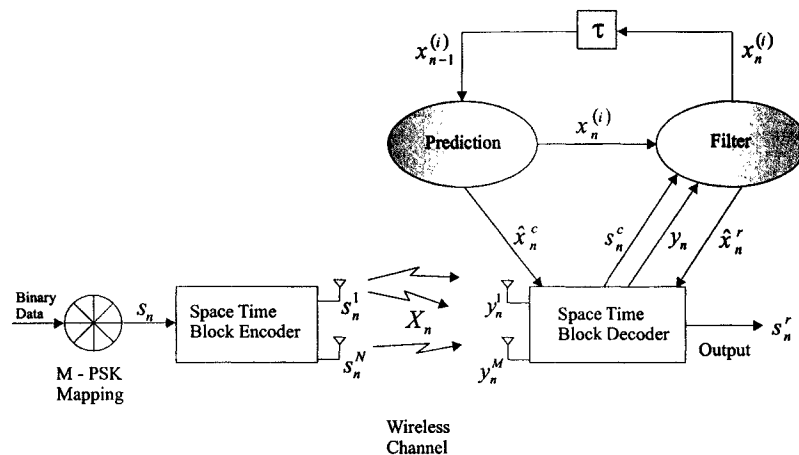 τ
x_{n-1}^{(i)}
x_n^{(i)}
Prediction
x_n^{(i)}
Filter
x̂_n^c
s_n^c
y_n
x̂_n^r
Binary
Data
s_n
Space Time
Block Encoder
s_n^1
s_n^N
X_n
y_n^1
y_n^M
Space Time
Block Decoder
Output
s_n^r
M - PSK
Mapping
Wireless
Channel